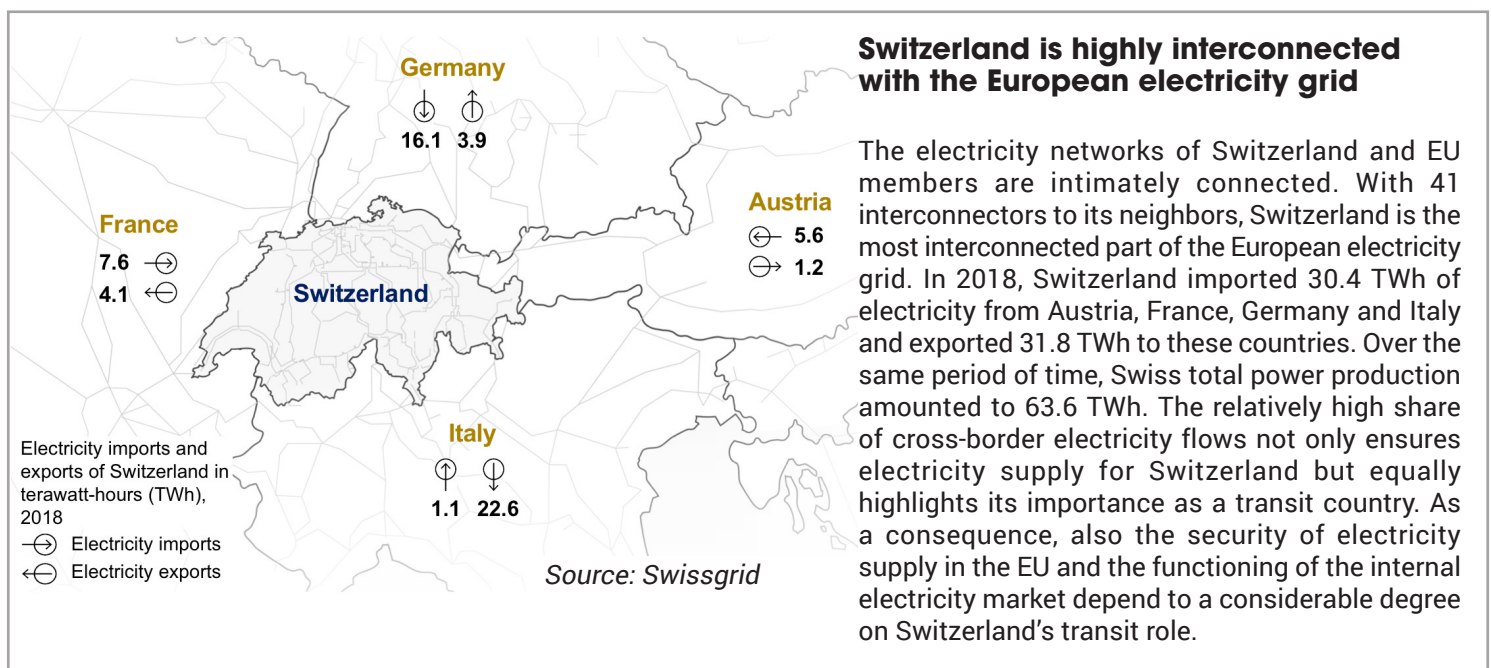 Germany
16.1 3.9
France
7.6
4.1
Switzerland
Austria
5.6
1.2
Italy
1.1 22.6
Electricity imports and
exports of Switzerland in
terawatt-hours (TWh),
2018
Electricity imports
Electricity exports
Source: Swissgrid
Switzerland is highly interconnected
with the European electricity grid
The electricity networks of Switzerland and EU
members are intimately connected. With 41
interconnectors to its neighbors, Switzerland is the
most interconnected part of the European electricity
grid. In 2018, Switzerland imported 30.4 TWh of
electricity from Austria, France, Germany and Italy
and exported 31.8 TWh to these countries. Over the
same period of time, Swiss total power production
amounted to 63.6 TWh. The relatively high share
of cross-border electricity flows not only ensures
electricity supply for Switzerland but equally
highlights its importance as a transit country. As
a consequence, also the security of electricity
supply in the EU and the functioning of the internal
electricity market depend to a considerable degree
on Switzerland's transit role.